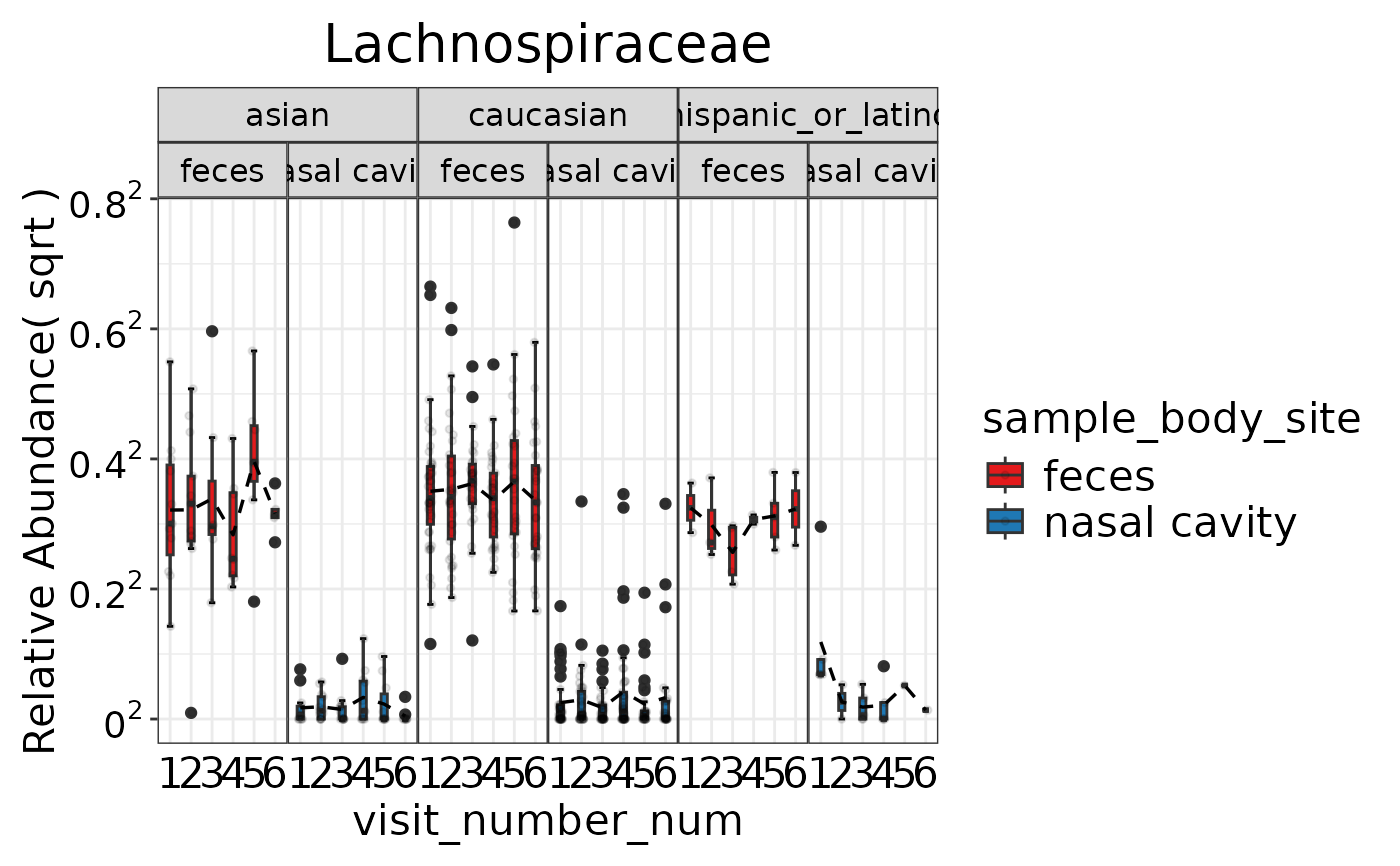 Lachnospiraceae
asian caucasian hispanic_or_latino
feces asal cavi feces asal cavi feces asal cavi
0.8²
0.6²
0.4²
0.2²
0²
Relative Abundance( sqrt )
123456 123456 123456 123456 123456 123456
visit_number_num
sample_body_site
feces
nasal cavity